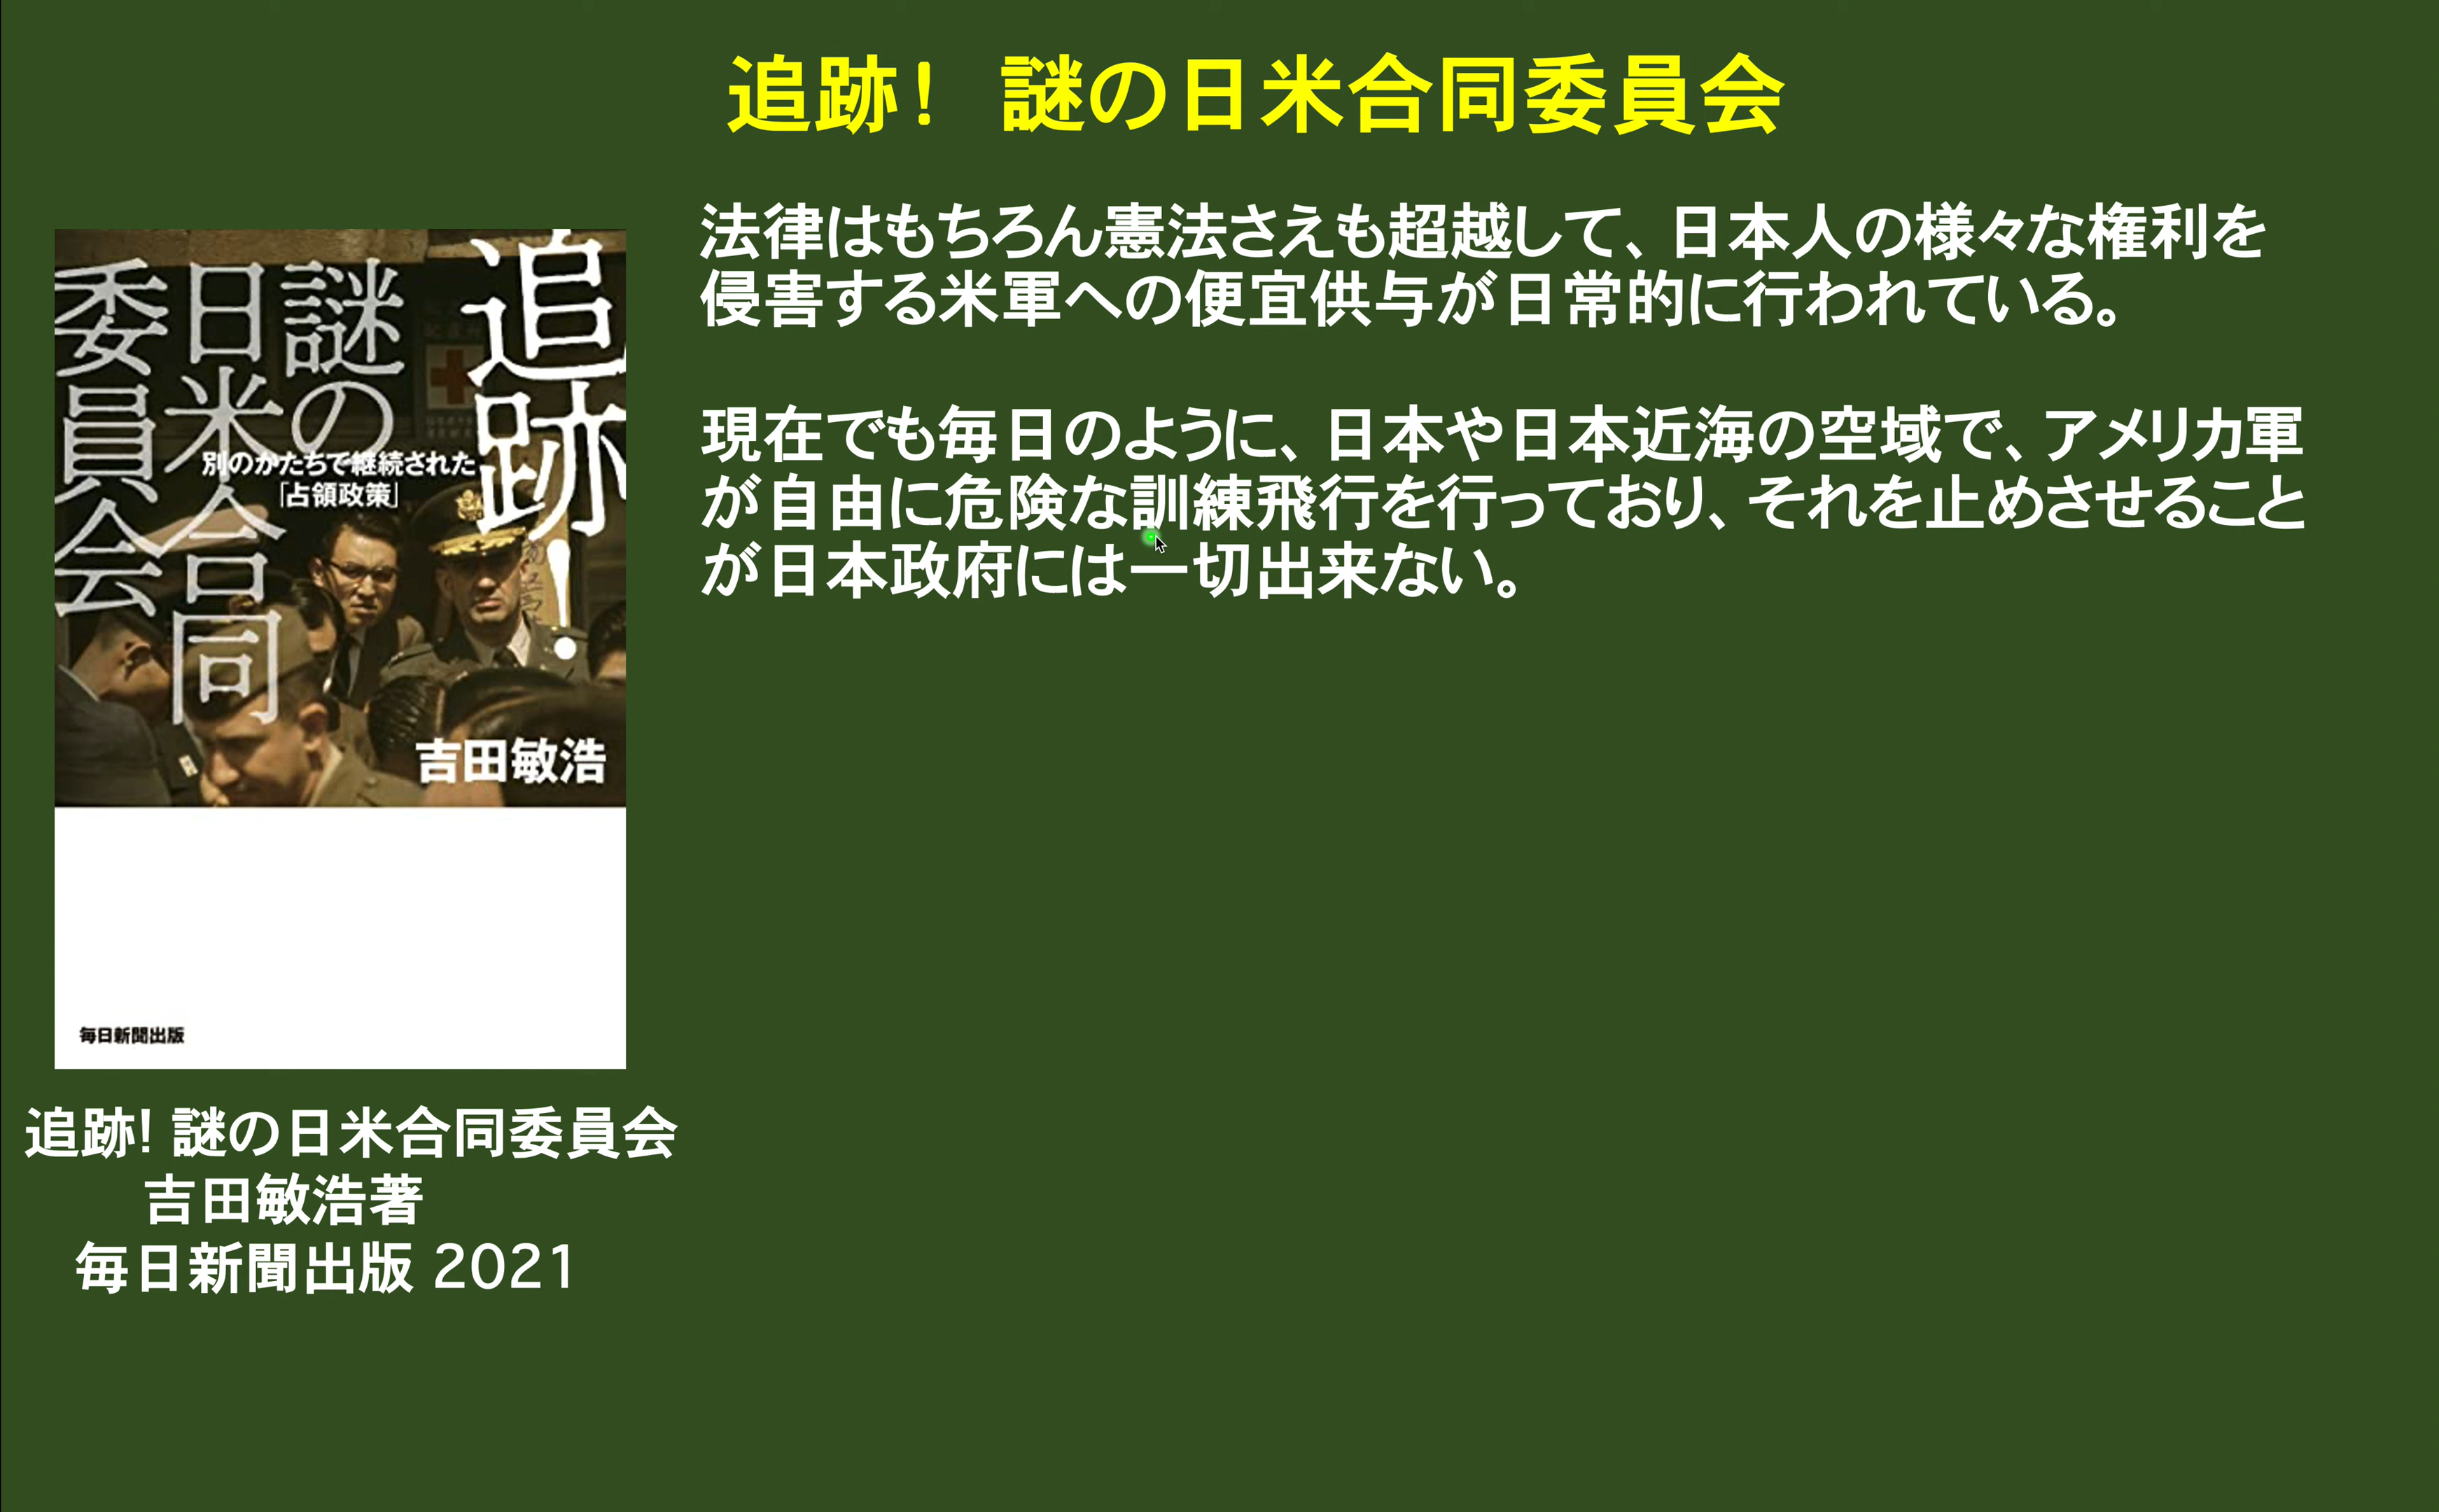 追跡！ 謎の日米合同委員会
法律はもちろん憲法さえも超越して、日本人の様々な権利を
侵害する米軍への便宜供与が日常的に行われている。
現在でも毎日のように、日本や日本近海の空域で、アメリカ軍
が自由に危険な訓練飛行を行っており、それを止めさせること
が日本政府には一切出来ない。
追跡！
謎の
日米合同
委員会
別のかたちで継続された
「占領政策」
吉田敏浩
毎日新聞出版
追跡! 謎の日米合同委員会
吉田敏浩著
毎日新聞出版 2021